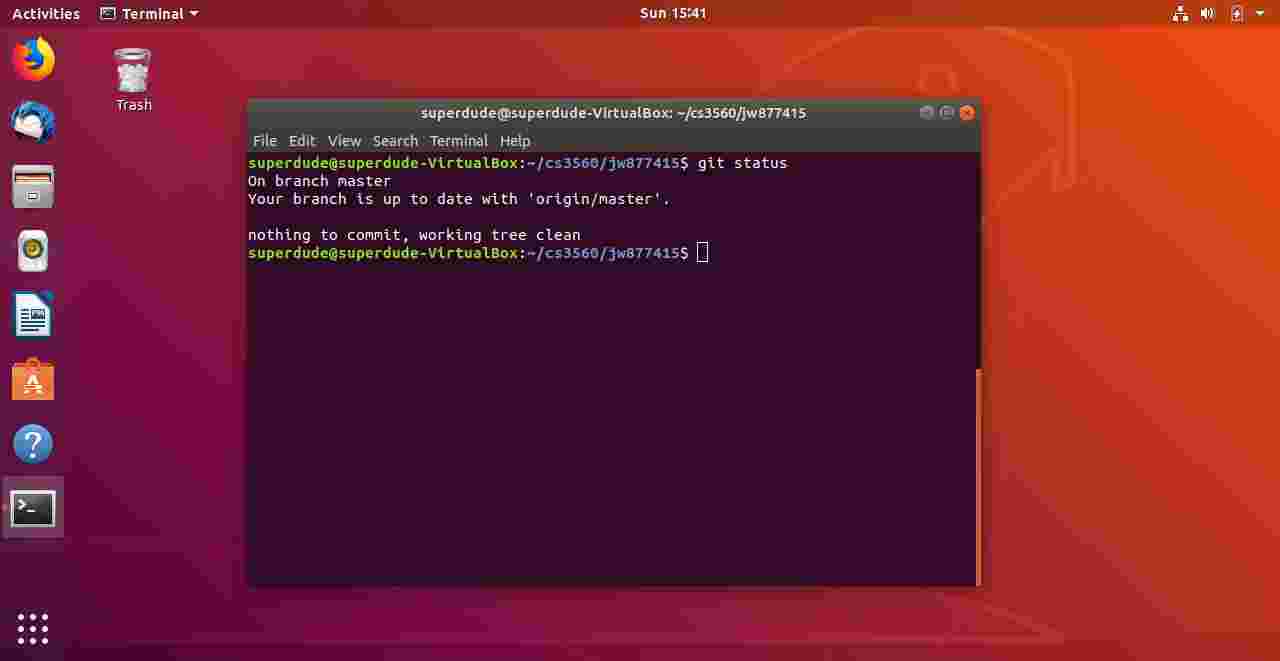 Activities Terminal Sun 15:41
Trash
superdude@superdude-VirtualBox: ~/cs3560/jw877415
File Edit View Search Terminal Help
superdude@superdude-VirtualBox:~/cs3560/jw877415$ git status
On branch master
Your branch is up to date with 'origin/master'.
nothing to commit, working tree clean
superdude@superdude-VirtualBox:~/cs3560/jw877415$